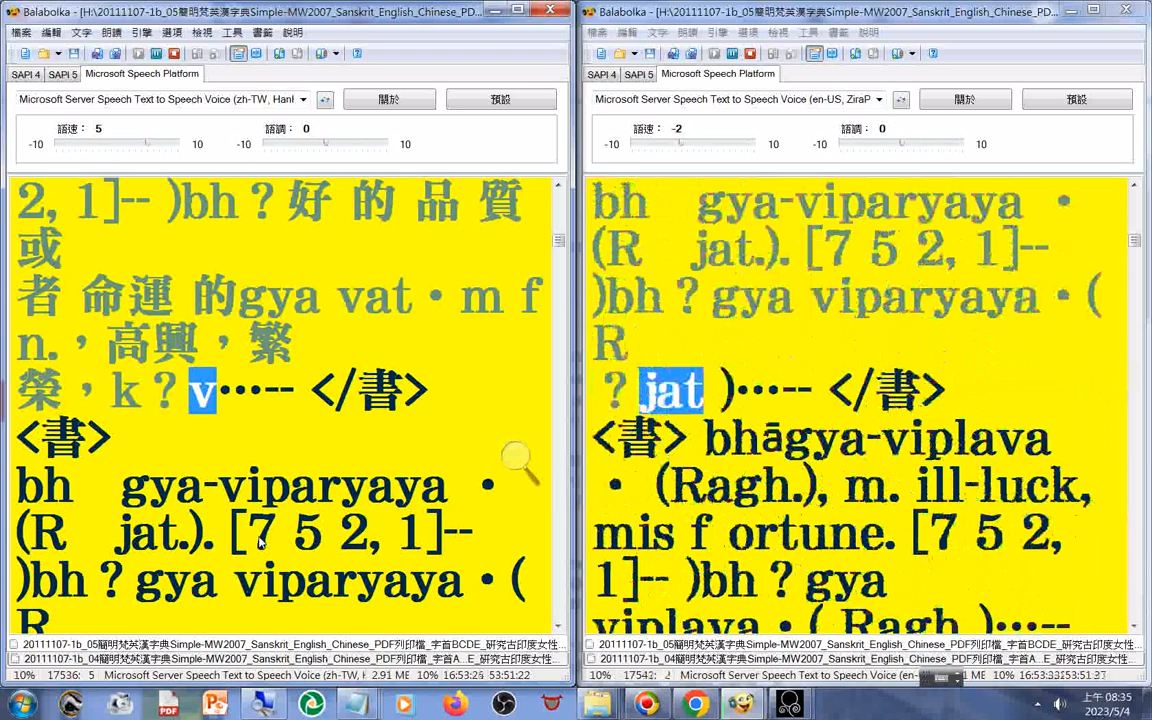 Balabolka - [H:\20111107-1b_05簡明梵英漢字典Simple-MW2007_Sanskrit_English_Chinese_PD...
檔案 編輯 文字 朗讀 引擎 選項 檢視 工具 書籤 說明
SAPI 4 SAPI 5 Microsoft Speech Platform
Microsoft Server Speech Text to Speech Voice (zh-TW, Hanl 關於 預設
語速： 5 語調： 0
-10 10 -10 10
2, 1]-- )bh？好 的 品 質
或
者 命運 的gya vat・m f
n.，高興，繁
榮，k？v…-- </書>
<書>
bh gya-viparyaya ・
(R jat.). [7 5 2, 1]--
)bh？gya viparyaya・(
R
20111107-1b_05簡明梵英漢字典Simple-MW2007_Sanskrit_English_Chinese_PDF列印檔_字首BCDE_研究古印度女性...
20111107-1b_04簡明梵英漢字典Simple-MW2007_Sanskrit_English_Chinese_PDF列印檔_字首A...E_研究古印度女性...
10% 17536: 5 Microsoft Server Speech Text to Speech Voice (zh-TW, H 2.91 ME 10% 16:53:26 53:51:22
Balabolka - [H:\20111107-1b_05簡明梵英漢字典Simple-MW2007_Sanskrit_English_Chinese_PD...
檔案 編輯 文字 朗讀 引擎 選項 檢視 工具 書籤 說明
SAPI 4 SAPI 5 Microsoft Speech Platform
Microsoft Server Speech Text to Speech Voice (en-US, ZiraP 關於 預設
語速： -2 語調： 0
-10 10 -10 10
bh gya-viparyaya ・
(R jat.). [7 5 2, 1]--
)bh？gya viparyaya・(
R
？jat )…-- </書>
<書> bhāgya-viplava
・ (Ragh.), m. ill-luck,
mis f ortune. [7 5 2,
1]-- )bh？gya
viplava・( Ragh )…--
20111107-1b_05簡明梵英漢字典Simple-MW2007_Sanskrit_English_Chinese_PDF列印檔_字首BCDE_研究古印度女性...
20111107-1b_04簡明梵英漢字典Simple-MW2007_Sanskrit_English_Chinese_PDF列印檔_字首A...E_研究古印度女性...
10% 17542: Microsoft Server Speech Text to Speech Voice (en-US, 10% 16:53:33
上午 08:35
2023/5/4